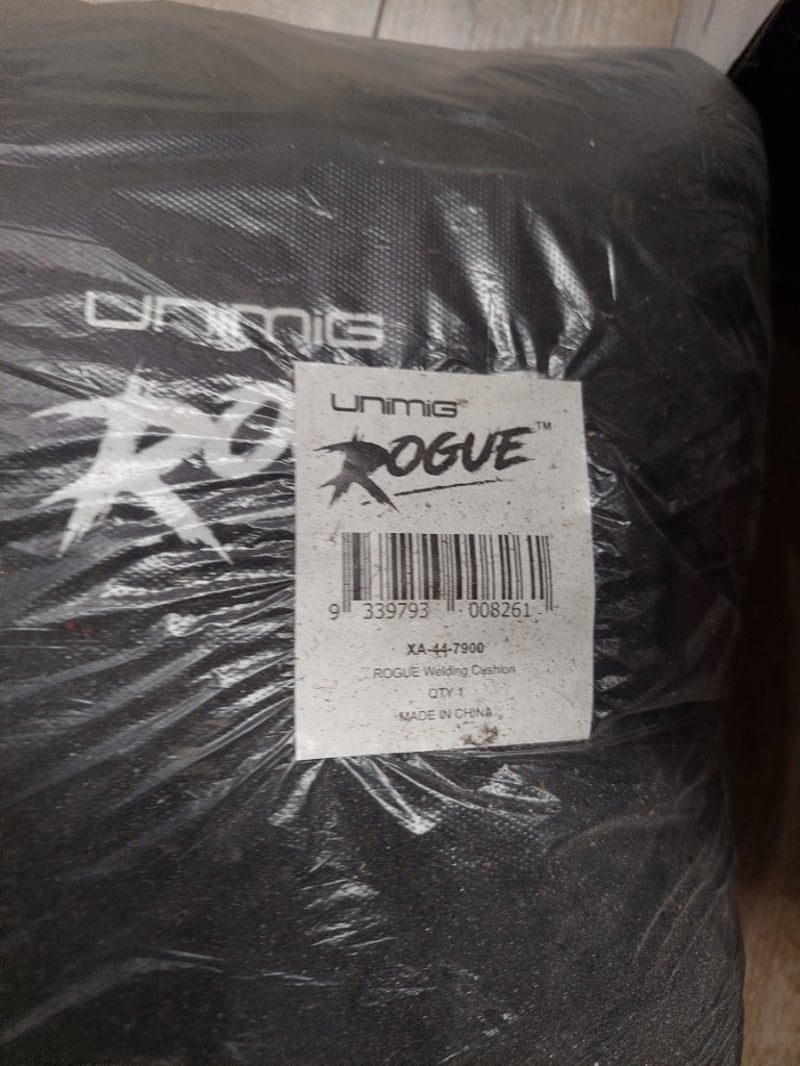 UNIMIG
RO
UNIMIG
ROGUE™
9 339793 008261
XA-44-7900
ROGUE Welding Cushion
QTY 1
MADE IN CHINA